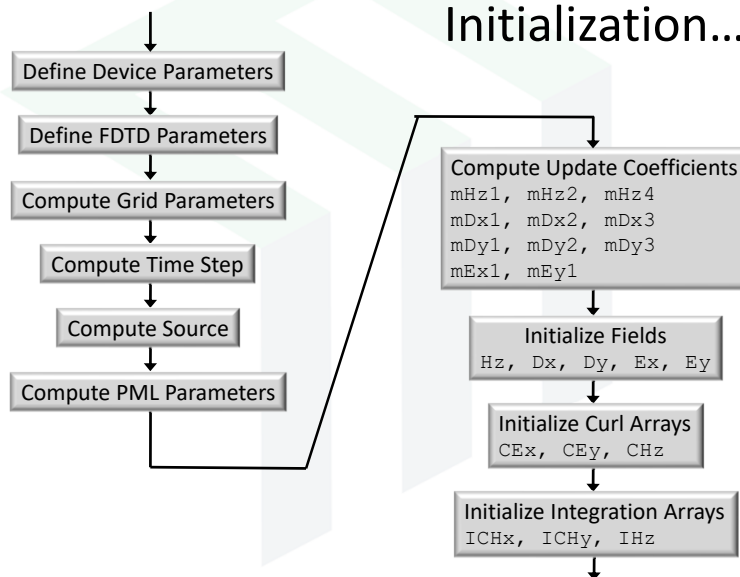 Initialization…
Define Device Parameters
Define FDTD Parameters
Compute Grid Parameters
Compute Time Step
Compute Source
Compute PML Parameters
Compute Update Coefficients
mHz1, mHz2, mHz4
mDx1, mDx2, mDx3
mDy1, mDy2, mDy3
mEx1, mEy1
Initialize Fields
Hz, Dx, Dy, Ex, Ey
Initialize Curl Arrays
CEx, CEy, CHz
Initialize Integration Arrays
ICHx, ICHy, IHz